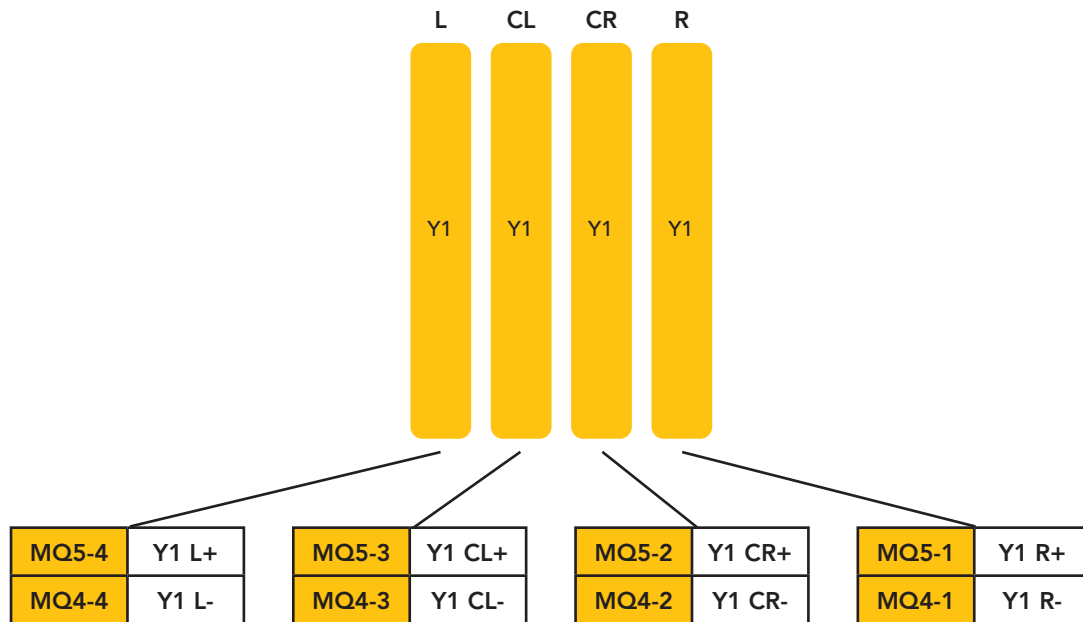 L CL CR R
Y1 Y1 Y1 Y1
MQ5-4 Y1 L+ MQ5-3 Y1 CL+ MQ5-2 Y1 CR+ MQ5-1 Y1 R+
MQ4-4 Y1 L- MQ4-3 Y1 CL- MQ4-2 Y1 CR- MQ4-1 Y1 R-